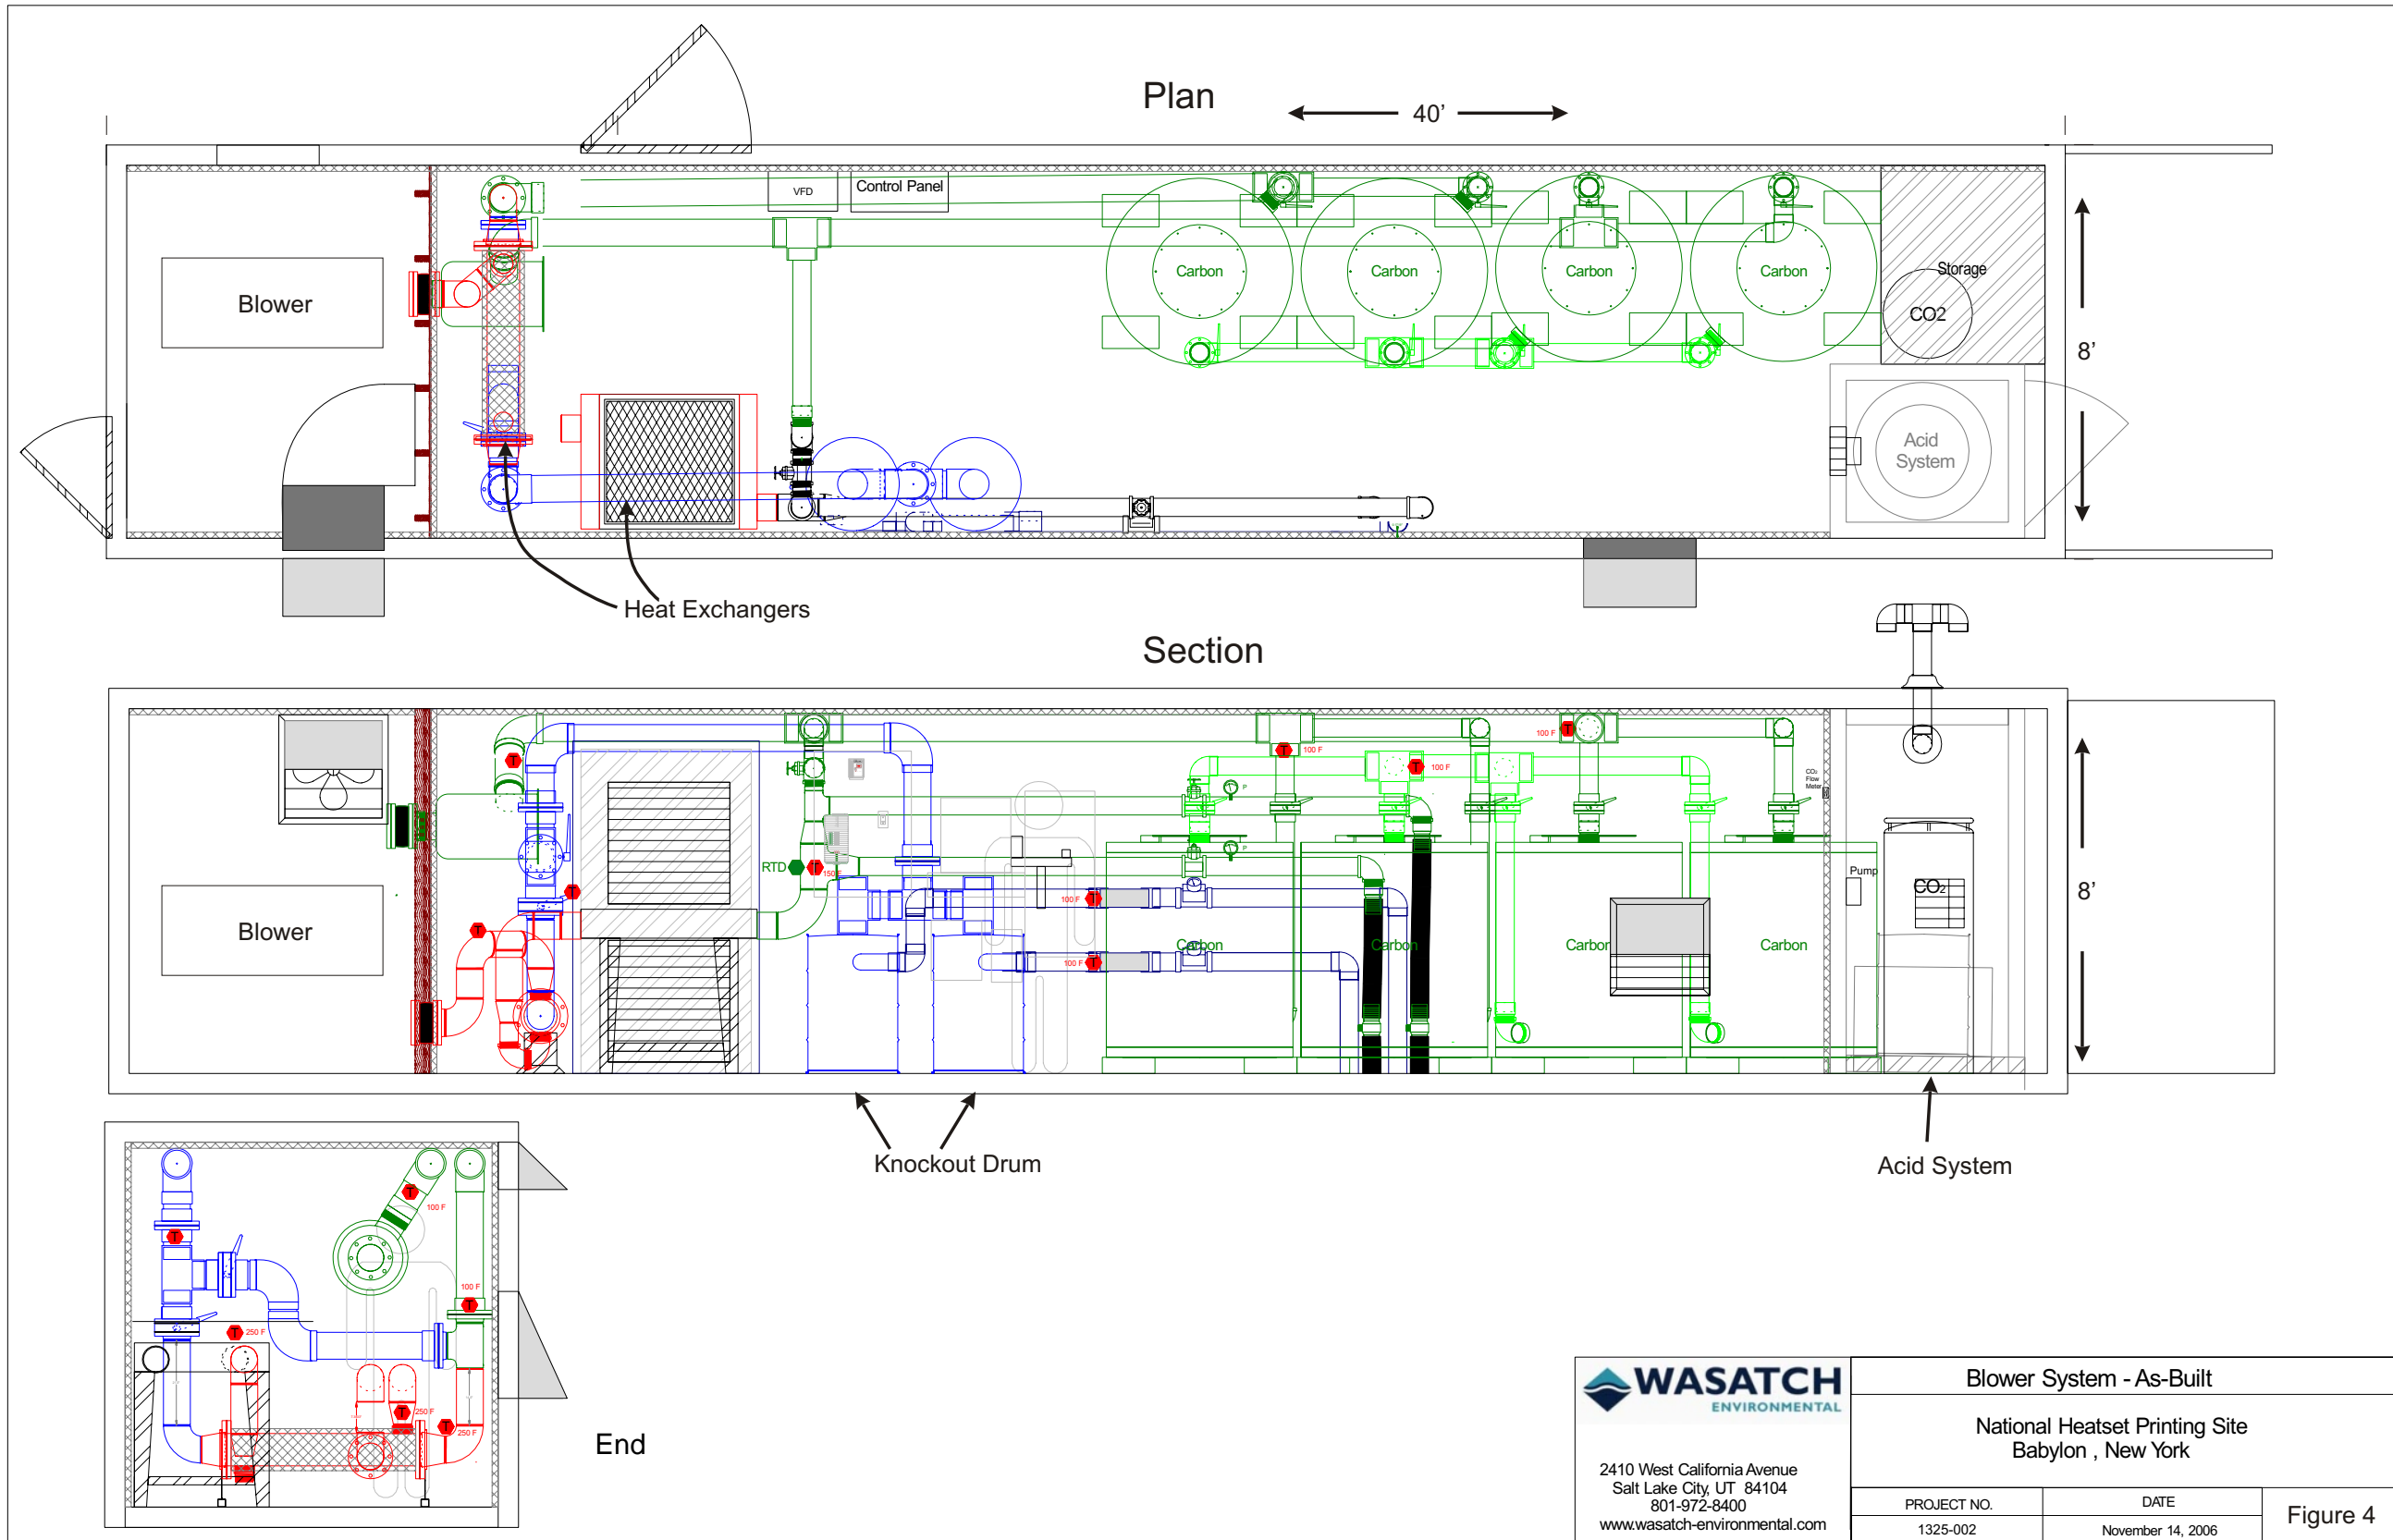 Plan
40’
VFD
Control Panel
Blower
Carbon
Carbon
Carbon
Carbon
Storage
CO2
8’
Acid
System
Heat Exchangers
Section
T
T
100 F
100 F
T
T
100 F
CO2
Flow
Meter
P
P
RTD
T
150 F
T
Pump
CO2
8’
100 F
T
Blower
T
Carbon
Carbon
Carbon
Carbon
100 F
T
Knockout Drum
Acid System
T
100 F
T
100 F
T
T
250 F
T
250 F
T
250 F
End
WASATCH
ENVIRONMENTAL
2410 West California Avenue
Salt Lake City, UT 84104
801-972-8400
www.wasatch-environmental.com
Blower System - As-Built
National Heatset Printing Site
Babylon , New York
PROJECT NO.
DATE
1325-002
November 14, 2006
Figure 4